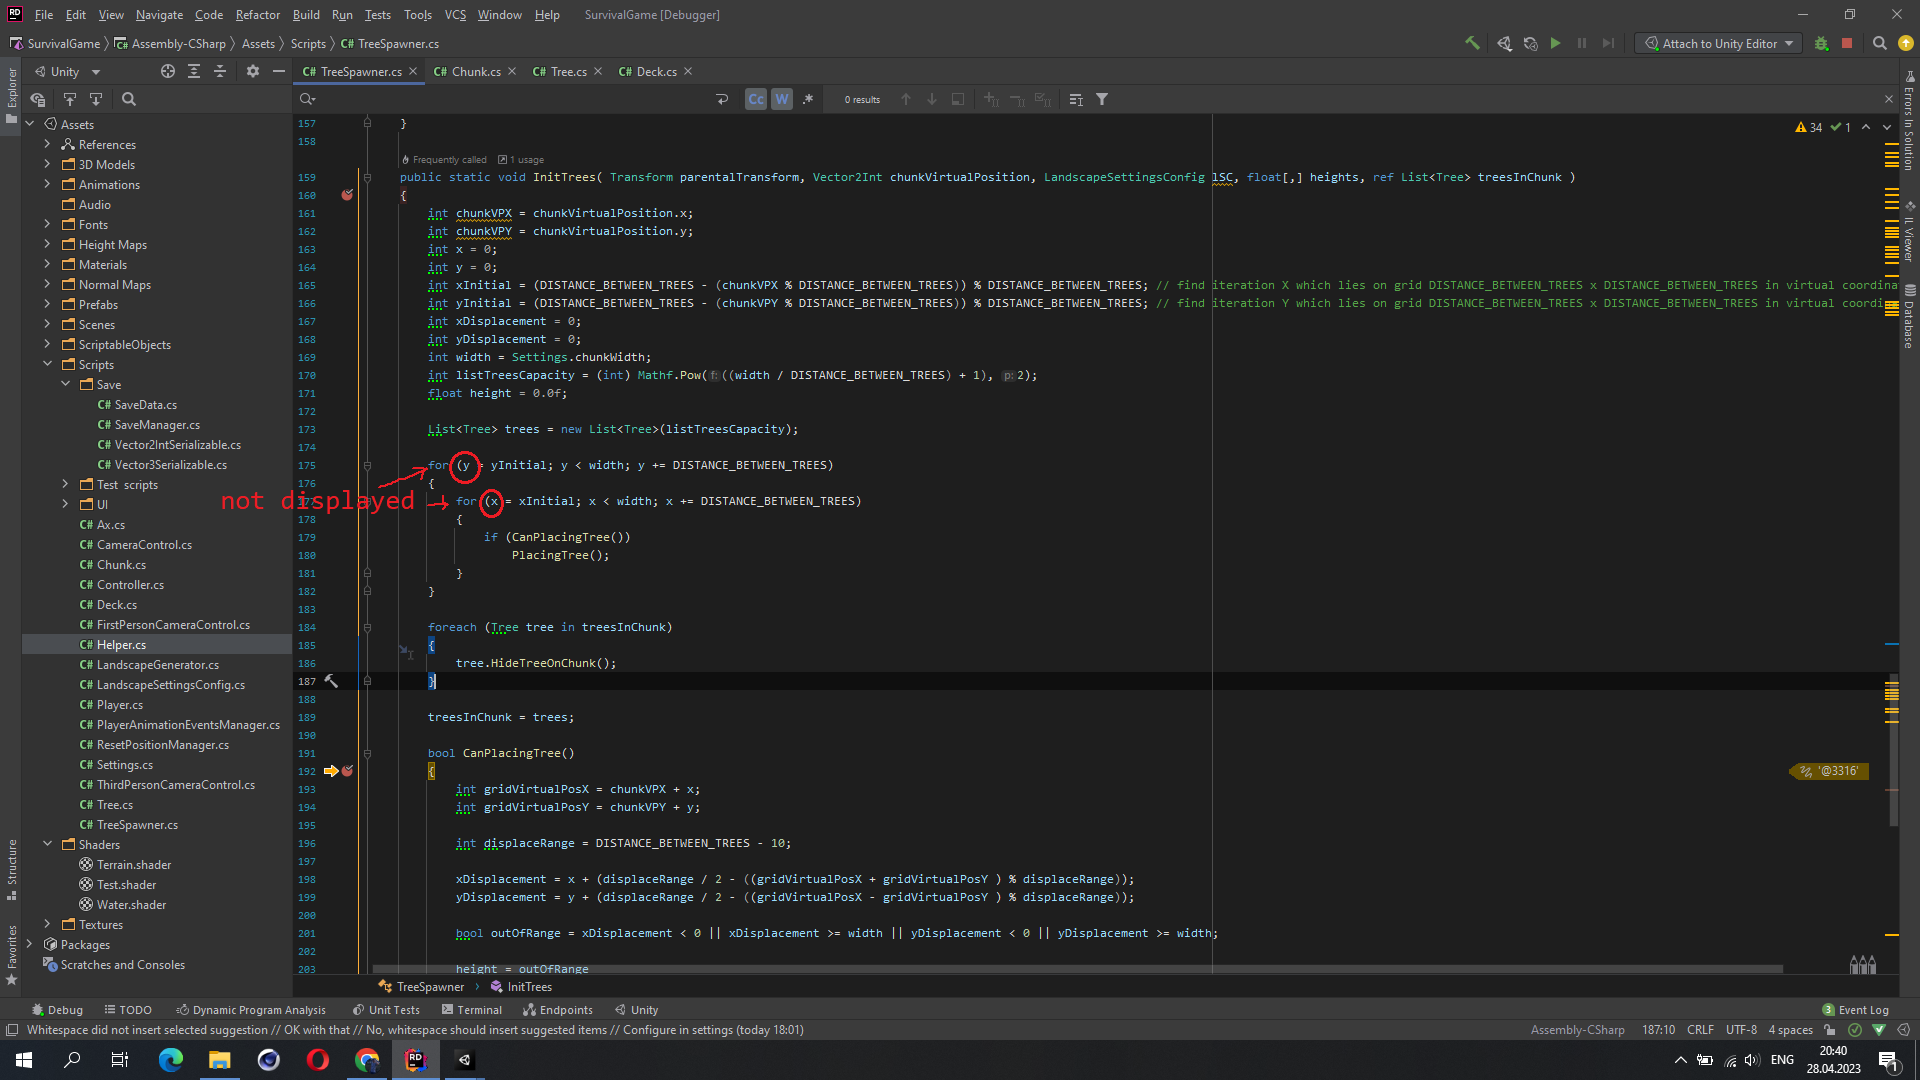 File Edit View Navigate Code Refactor Build Run Tests Tools VCS Window Help SurvivalGame [Debugger]
SurvivalGame Assembly-CSharp Assets Scripts C# TreeSpawner.cs Attach to Unity Editor
Unity
C# TreeSpawner.cs C# Chunk.cs C# Tree.cs C# Deck.cs
Cc W .* 0 results
Explorer
Structure
Favorites
Assets
References
3D Models
Animations
Audio
Fonts
Height Maps
Materials
Normal Maps
Prefabs
Scenes
ScriptableObjects
Scripts
Save
C# SaveData.cs
C# SaveManager.cs
C# Vector2IntSerializable.cs
C# Vector3Serializable.cs
Test scripts
UI
C# Ax.cs
C# CameraControl.cs
C# Chunk.cs
C# Controller.cs
C# Deck.cs
C# FirstPersonCameraControl.cs
C# Helper.cs
C# LandscapeGenerator.cs
C# LandscapeSettingsConfig.cs
C# Player.cs
C# PlayerAnimationEventsManager.cs
C# ResetPositionManager.cs
C# Settings.cs
C# ThirdPersonCameraControl.cs
C# Tree.cs
C# TreeSpawner.cs
Shaders
Terrain.shader
Test.shader
Water.shader
Textures
Packages
Scratches and Consoles
34 1
157 }
158
Frequently called 1 usage
159 public static void InitTrees( Transform parentalTransform, Vector2Int chunkVirtualPosition, LandscapeSettingsConfig lSC, float[,] heights, ref List<Tree> treesInChunk )
160 {
161 int chunkVPX = chunkVirtualPosition.x;
162 int chunkVPY = chunkVirtualPosition.y;
163 int x = 0;
164 int y = 0;
165 int xInitial = (DISTANCE_BETWEEN_TREES - (chunkVPX % DISTANCE_BETWEEN_TREES)) % DISTANCE_BETWEEN_TREES; // find iteration X which lies on grid DISTANCE_BETWEEN_TREES x DISTANCE_BETWEEN_TREES in virtual coordina
166 int yInitial = (DISTANCE_BETWEEN_TREES - (chunkVPY % DISTANCE_BETWEEN_TREES)) % DISTANCE_BETWEEN_TREES; // find iteration Y which lies on grid DISTANCE_BETWEEN_TREES x DISTANCE_BETWEEN_TREES in virtual coord
167 int xDisplacement = 0;
168 int yDisplacement = 0;
169 int width = Settings.chunkWidth;
170 int listTreesCapacity = (int) Mathf.Pow( f: ((width / DISTANCE_BETWEEN_TREES) + 1), p: 2);
171 float height = 0.0f;
172
173 List<Tree> trees = new List<Tree>(listTreesCapacity);
174
175 for (y = yInitial; y < width; y += DISTANCE_BETWEEN_TREES)
176 {
not displayed
for (x = xInitial; x < width; x += DISTANCE_BETWEEN_TREES)
178 {
179 if (CanPlacingTree())
180 PlacingTree();
181 }
182 }
183
184 foreach (Tree tree in treesInChunk)
185 {
186 tree.HideTreeOnChunk();
187 }
188
189 treesInChunk = trees;
190
191 bool CanPlacingTree()
192 { '@3316'
193 int gridVirtualPosX = chunkVPX + x;
194 int gridVirtualPosY = chunkVPY + y;
195
196 int displaceRange = DISTANCE_BETWEEN_TREES - 10;
197
198 xDisplacement = x + (displaceRange / 2 - ((gridVirtualPosX + gridVirtualPosY ) % displaceRange));
199 yDisplacement = y + (displaceRange / 2 - ((gridVirtualPosX - gridVirtualPosY ) % displaceRange));
200
201 bool outOfRange = xDisplacement < 0 || xDisplacement >= width || yDisplacement < 0 || yDisplacement >= width;
202
203 height = outOfRange
TreeSpawner InitTrees
Errors In Solution
IL Viewer
Database
Debug TODO Dynamic Program Analysis Unit Tests Terminal Endpoints Unity 3 Event Log
Whitespace did not insert selected suggestion // OK with that // No, whitespace should insert suggested items // Configure in settings (today 18:01) Assembly-CSharp 187:10 CRLF UTF-8 4 spaces
ENG 20:40
28.04.2023 1